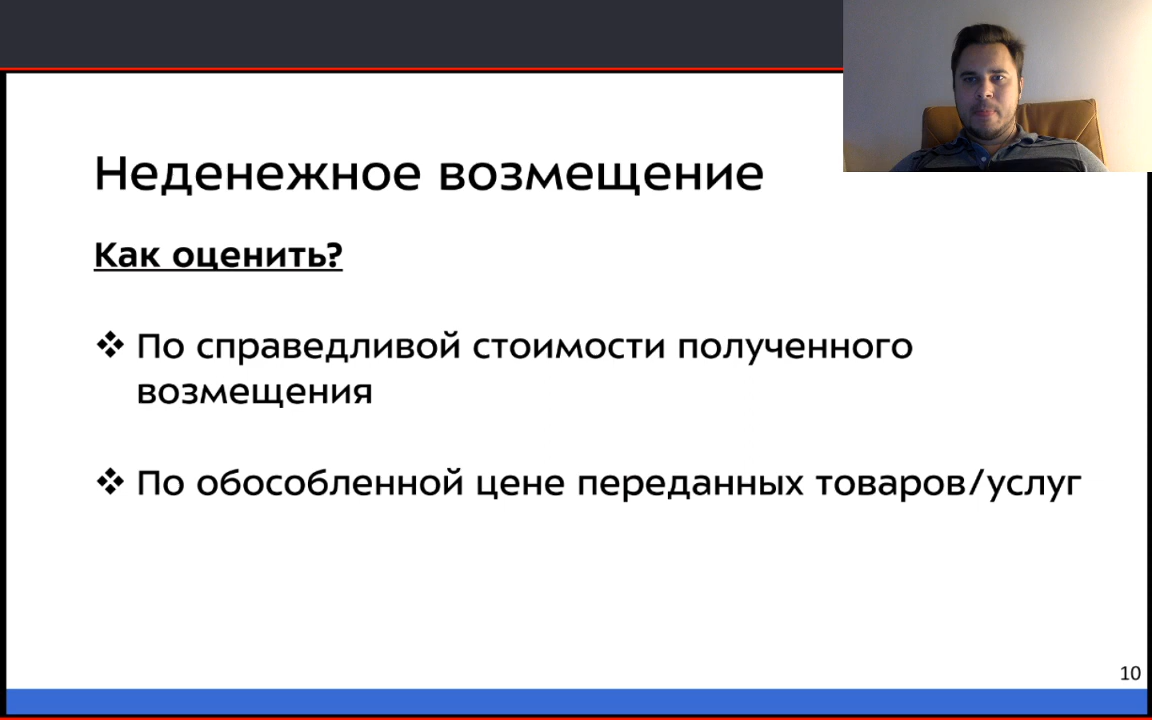 Неденежное возмещение
Как оценить?
❖ По справедливой стоимости полученного
возмещения
❖ По обособленной цене переданных товаров/услуг
10